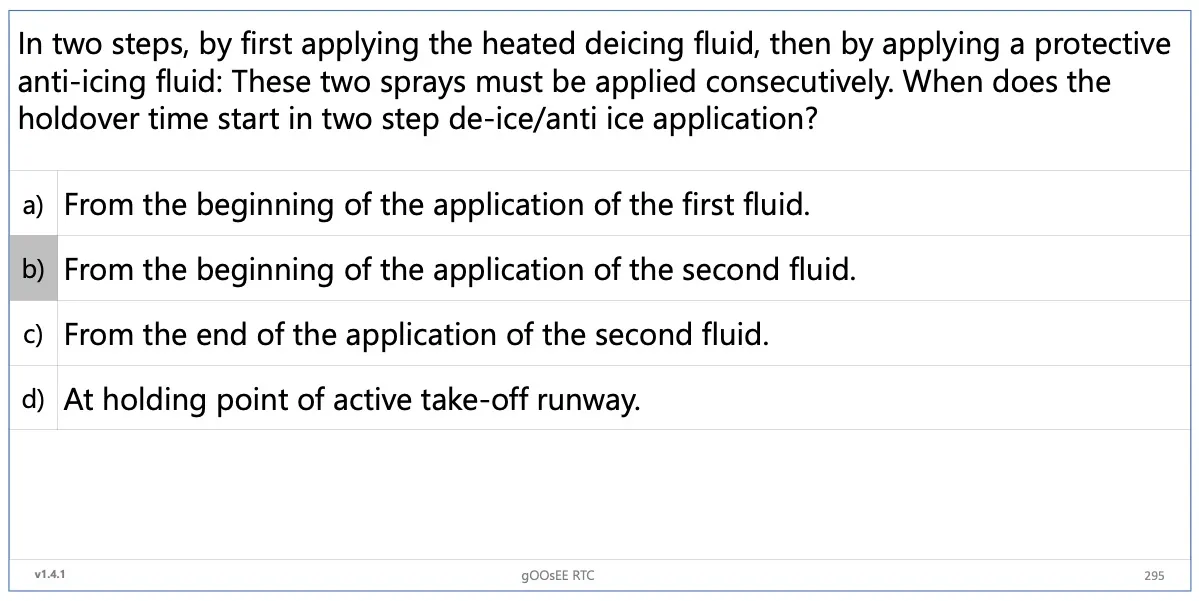 In two steps, by first applying the heated deicing fluid, then by applying a protective
anti-icing fluid: These two sprays must be applied consecutively. When does the
holdover time start in two step de-ice/anti ice application?
a) From the beginning of the application of the first fluid.
b) From the beginning of the application of the second fluid.
c) From the end of the application of the second fluid.
d) At holding point of active take-off runway.
v1.4.1 gOOsEE RTC 295